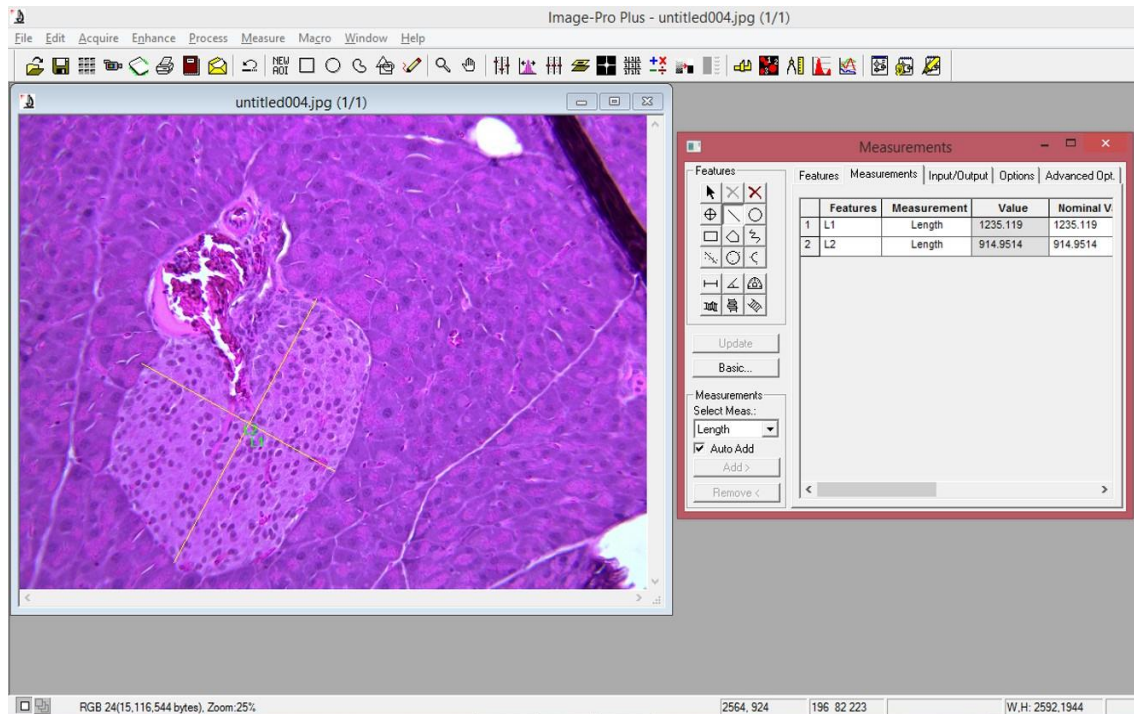 Image-Pro Plus - untitled004.jpg (1/1)
File Edit Acquire Enhance Process Measure Macro Window Help
NEW AOI
untitled004.jpg (1/1)
Measurements
Features
Features Measurements Input/Output Options Advanced Opt.
Features Measurement Value Nominal V
1 L1 Length 1235.119 1235.119
2 L2 Length 914.9514 914.9514
Update
Basic...
Measurements
Select Meas.:
Length
Auto Add
Add >
Remove <
RGB 24(15,116,544 bytes), Zoom:25% 2564, 924 196 82 223 W,H: 2592,1944